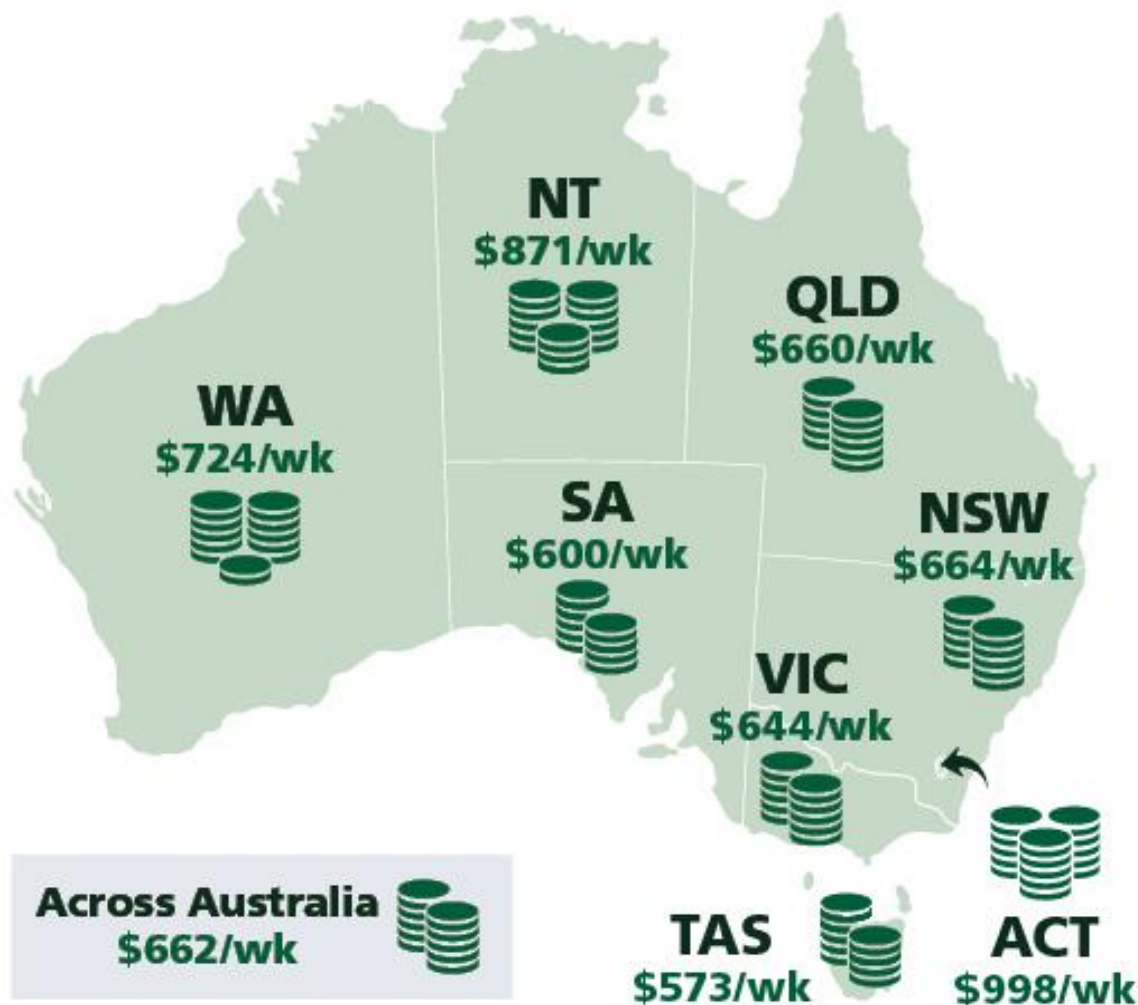 NT
$871/wk
QLD
$660/wk
WA
$724/wk
SA
$600/wk
NSW
$664/wk
VIC
$644/wk
Across Australia
$662/wk
TAS
$573/wk
ACT
$998/wk